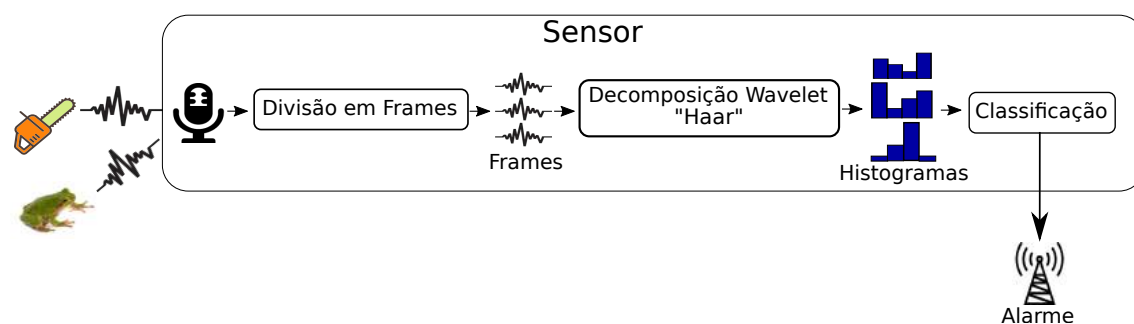 Sensor
Divisão em Frames
Frames
Decomposição Wavelet
"Haar"
Histogramas
Classificação
Alarme